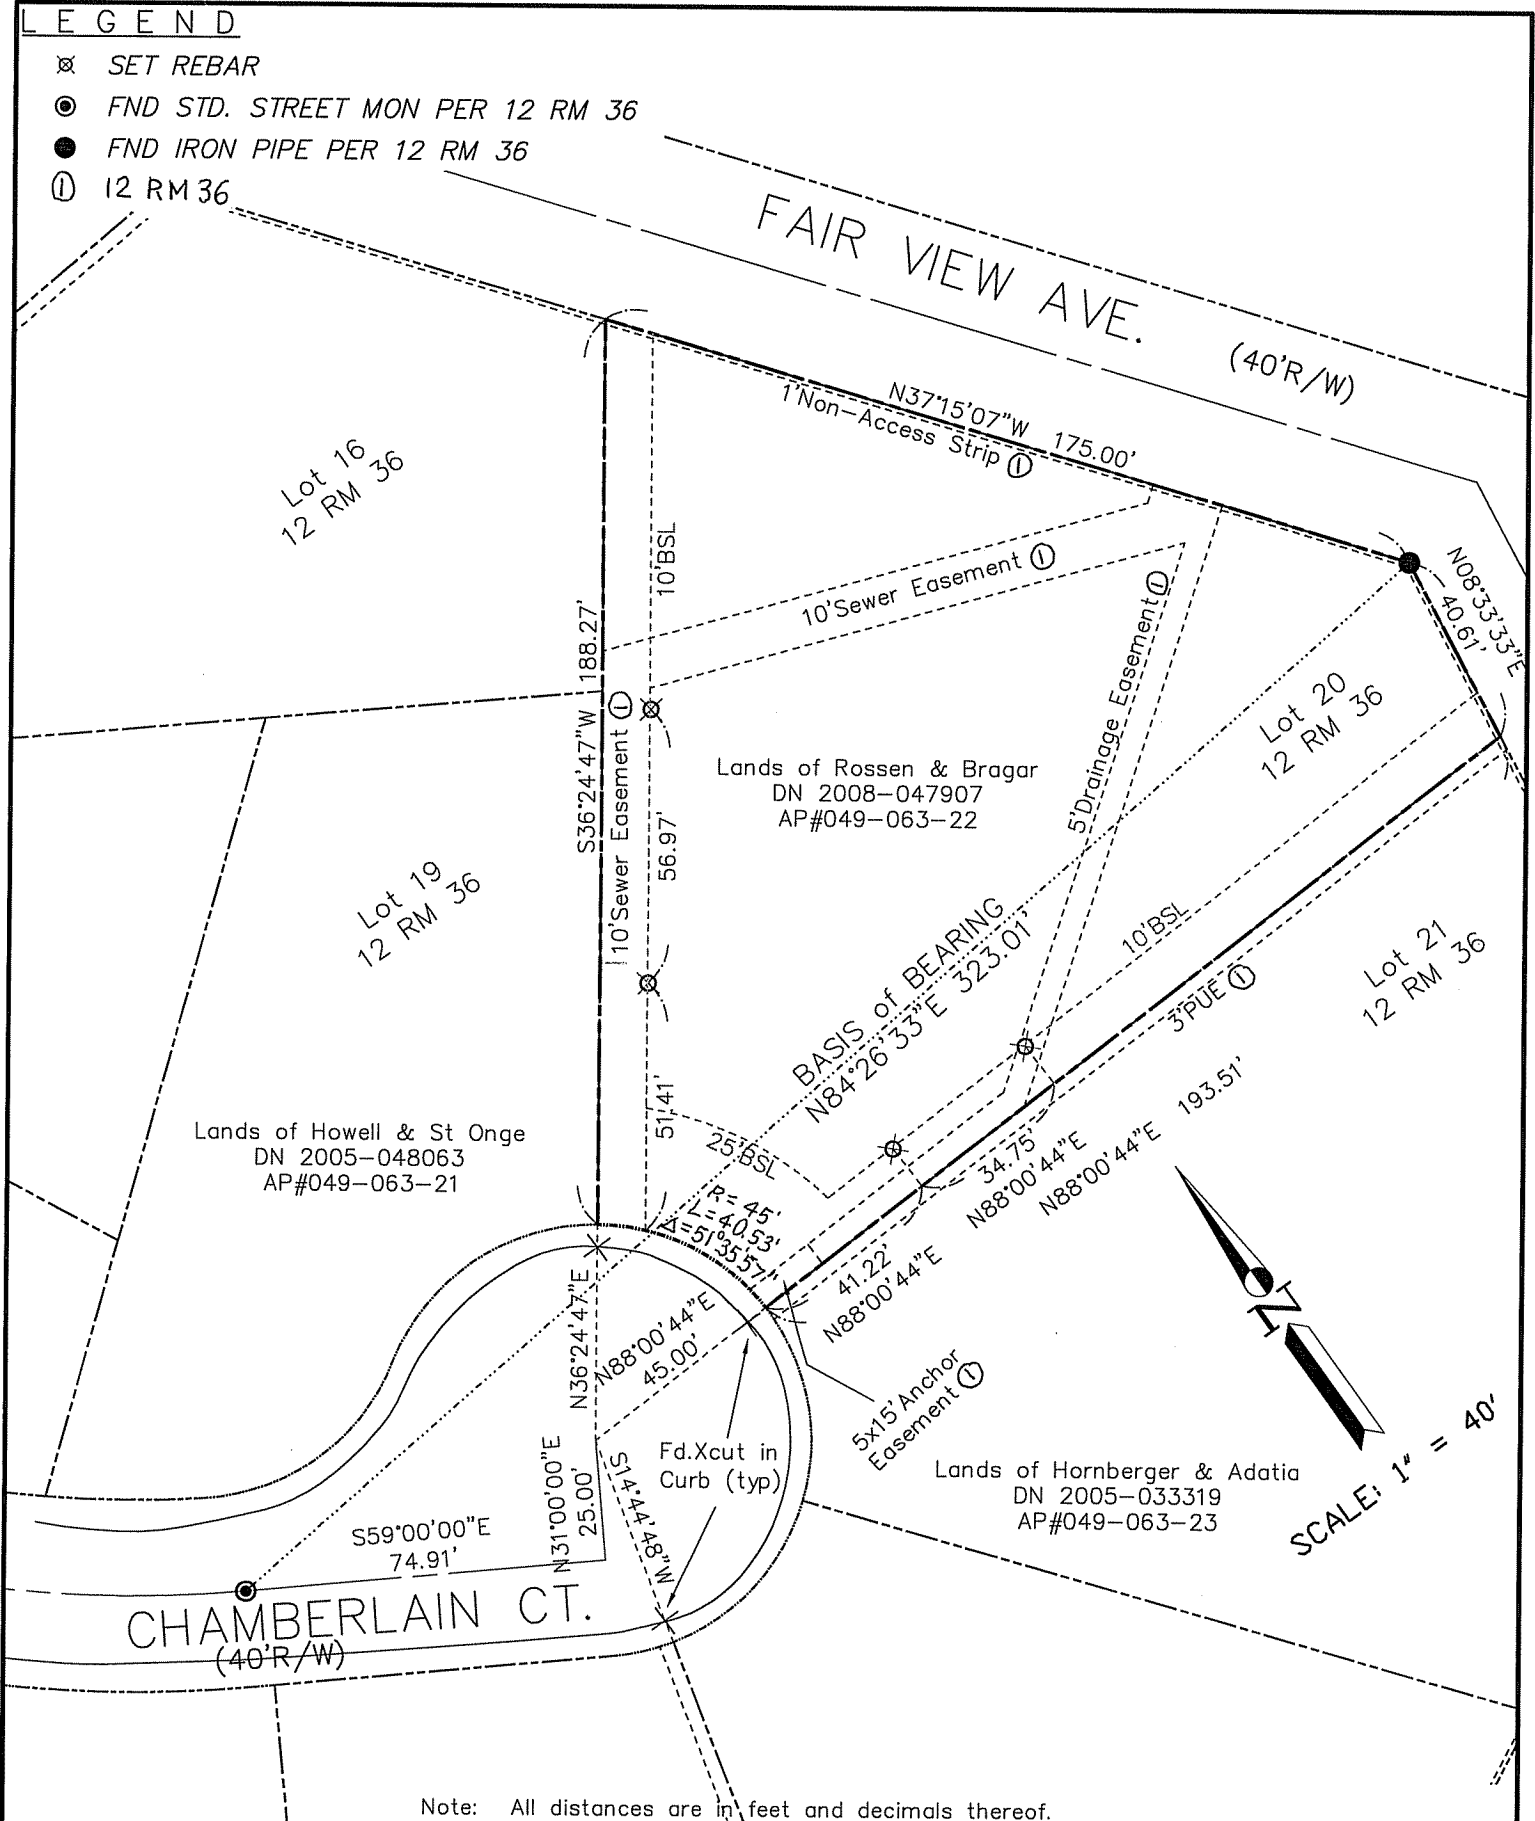 LEGEND
SET REBAR
FND STD. STREET MON PER 12 RM 36
FND IRON PIPE PER 12 RM 36
① 12 RM 36
FAIR VIEW AVE.
(40'R/W)
N37°15'07"W 175.00'
1'Non-Access Strip ①
Lot 16
12 RM 36
10'BSL
10'Sewer Easement ①
N08°33'33"E
40.61'
S36°24'47"W 188.27'
10'Sewer Easement ①
5'Drainage Easement ①
Lot 20
12 RM 36
Lands of Rossen & Bragar
DN 2008-047907
AP#049-063-22
56.97'
Lot 19
12 RM 36
BASIS of BEARING
N84°26'33"E 323.01'
10'BSL
Lot 21
12 RM 36
3'PUE ①
51.41'
25'BSL
Lands of Howell & St Onge
DN 2005-048063
AP#049-063-21
34.75'
N88°00'44"E
N88°00'44"E 193.51'
R=45'
L=40.53'
Δ=51°35'57"
41.22'
N88°00'44"E
N36°24'47"E
N88°00'44"E
45.00'
N
5x15'Anchor
Easement ①
Fd.Xcut in
Curb (typ)
N31°00'00"E
25.00'
S14°44'48"W
Lands of Hornberger & Adatia
DN 2005-033319
AP#049-063-23
SCALE: 1" = 40'
S59°00'00"E
74.91'
CHAMBERLAIN CT.
(40'R/W)
Note: All distances are in feet and decimals thereof.